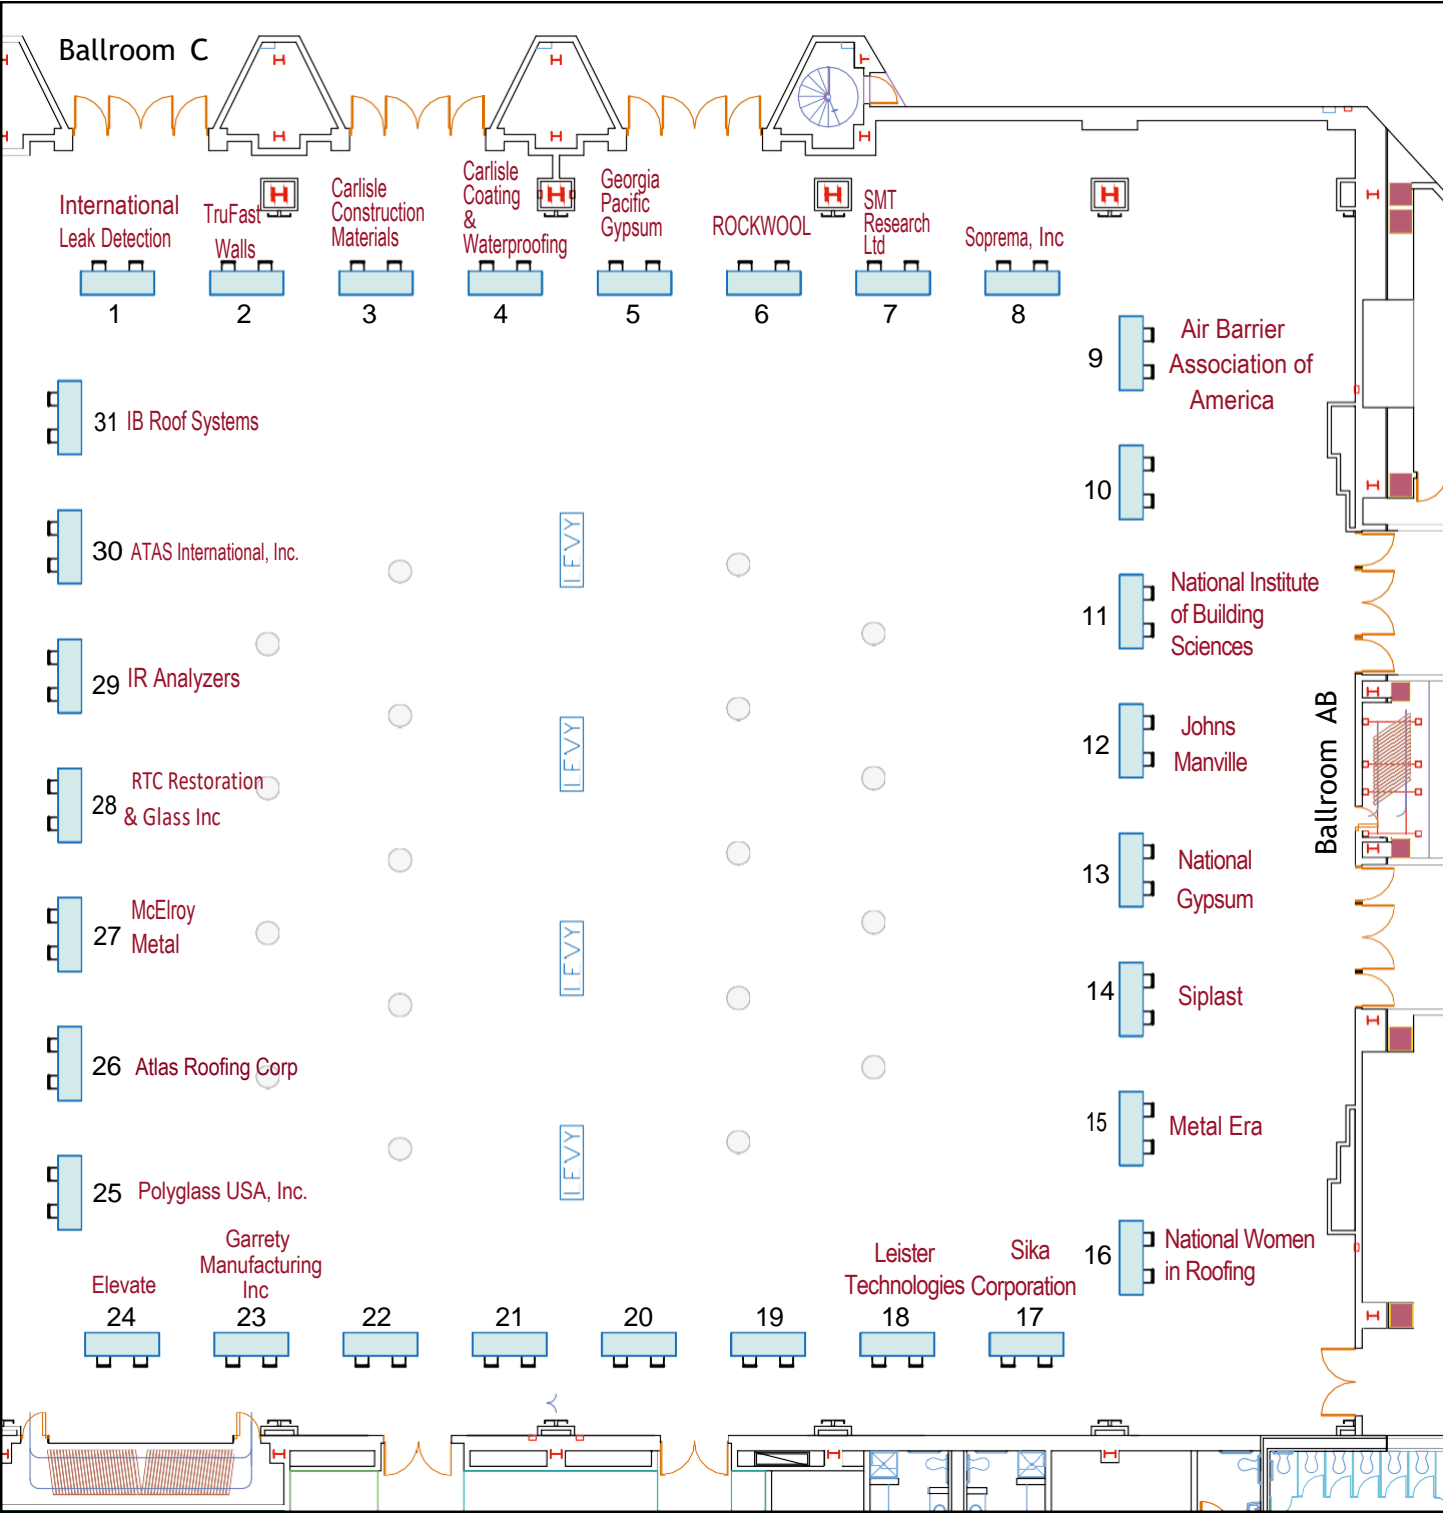 Ballroom C
International
Leak Detection
1
TruFast
Walls
2
Carlisle
Construction
Materials
3
Carlisle
Coating
&
Waterproofing
4
Georgia
Pacific
Gypsum
5
ROCKWOOL
6
SMT
Research
Ltd
7
Soprema, Inc
8
9
Air Barrier
Association of
America
10
11
National Institute
of Building
Sciences
12
Johns
Manville
Ballroom AB
13
National
Gypsum
14
Siplast
15
Metal Era
16
National Women
in Roofing
31 IB Roof Systems
30 ATAS International, Inc.
29 IR Analyzers
28
RTC Restoration
& Glass Inc
27
McElroy
Metal
26 Atlas Roofing Corp
25 Polyglass USA, Inc.
LEVY
LEVY
LEVY
LEVY
Elevate
24
Garrety
Manufacturing
Inc
23
22
21
20
19
Leister
Technologies
18
Sika
Corporation
17